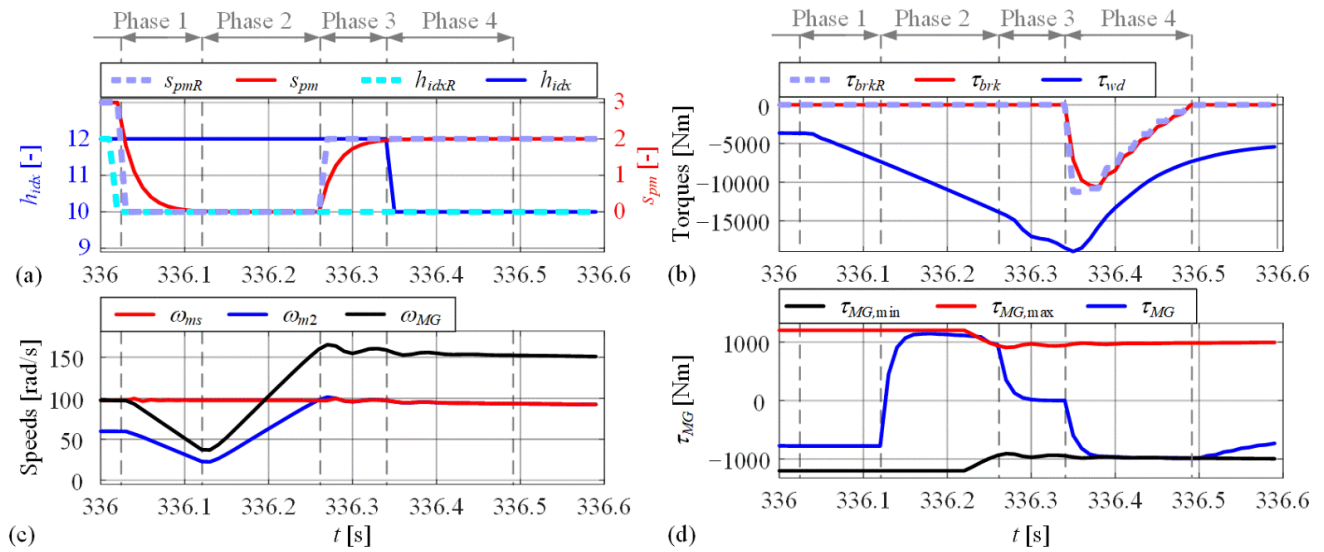 Phase 1 Phase 2 Phase 3 Phase 4
s_pmR s_pm h_idxR h_idx
h_idx [-]
12
10
9
s_pm [-]
3
2
1
0
336 336.1 336.2 336.3 336.4 336.5 336.6
(a)
Phase 1 Phase 2 Phase 3 Phase 4
τ_brkR τ_brk τ_wd
Torques [Nm]
0
−5000
−10000
−15000
336 336.1 336.2 336.3 336.4 336.5 336.6
(b)
ω_ms ω_m2 ω_MG
Speeds [rad/s]
150
100
50
0
336 336.1 336.2 336.3 336.4 336.5 336.6
t [s]
(c)
τ_MG,min τ_MG,max τ_MG
τ_MG [Nm]
1000
0
−1000
336 336.1 336.2 336.3 336.4 336.5 336.6
t [s]
(d)